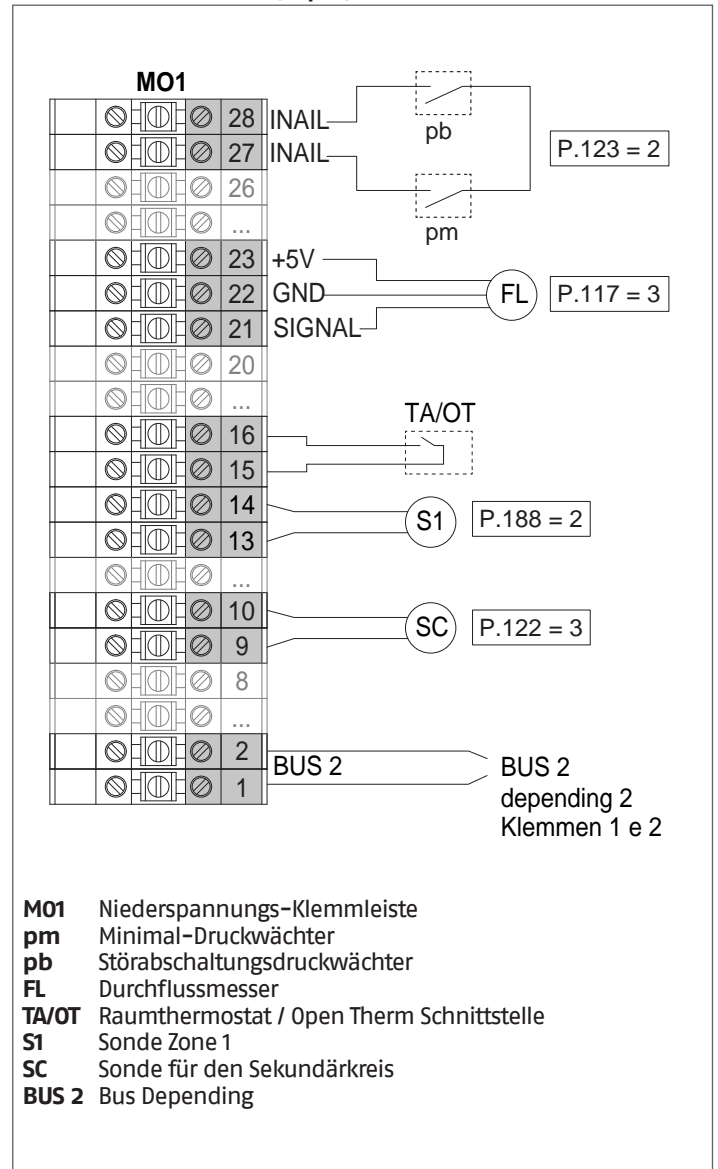 MO1
28 INAIL
pb
27 INAIL
P.123 = 2
26
pm
...
23 +5V
22 GND
FL
P.117 = 3
21 SIGNAL
20
...
TA/OT
16
15
14
S1
P.188 = 2
13
...
10
SC
P.122 = 3
9
8
...
2
BUS 2
BUS 2
1
depending 2
Klemmen 1 e 2
M01 Niederspannungs-Klemmleiste
pm Minimal-Druckwächter
pb Störabschaltungsdruckwächter
FL Durchflussmesser
TA/OT Raumthermostat / Open Therm Schnittstelle
S1 Sonde Zone 1
SC Sonde für den Sekundärkreis
BUS 2 Bus Depending